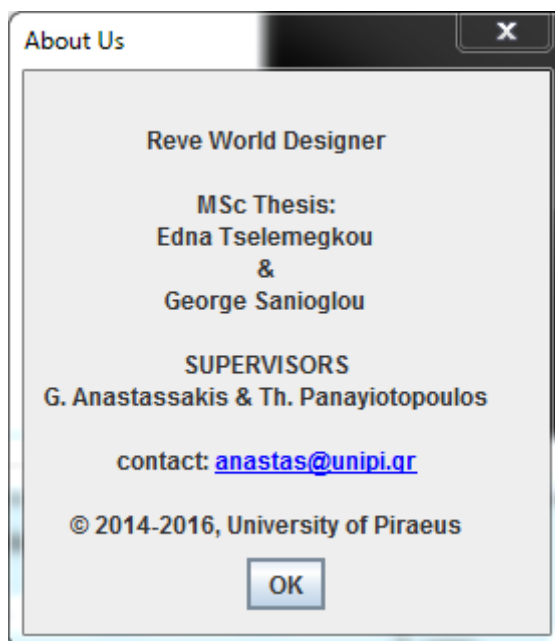 About Us
x
Reve World Designer
MSc Thesis:
Edna Tselemegkou
&
George Sanioglou
SUPERVISORS
G. Anastassakis & Th. Panayiotopoulos
contact: anastas@unipi.gr
© 2014-2016, University of Piraeus
OK